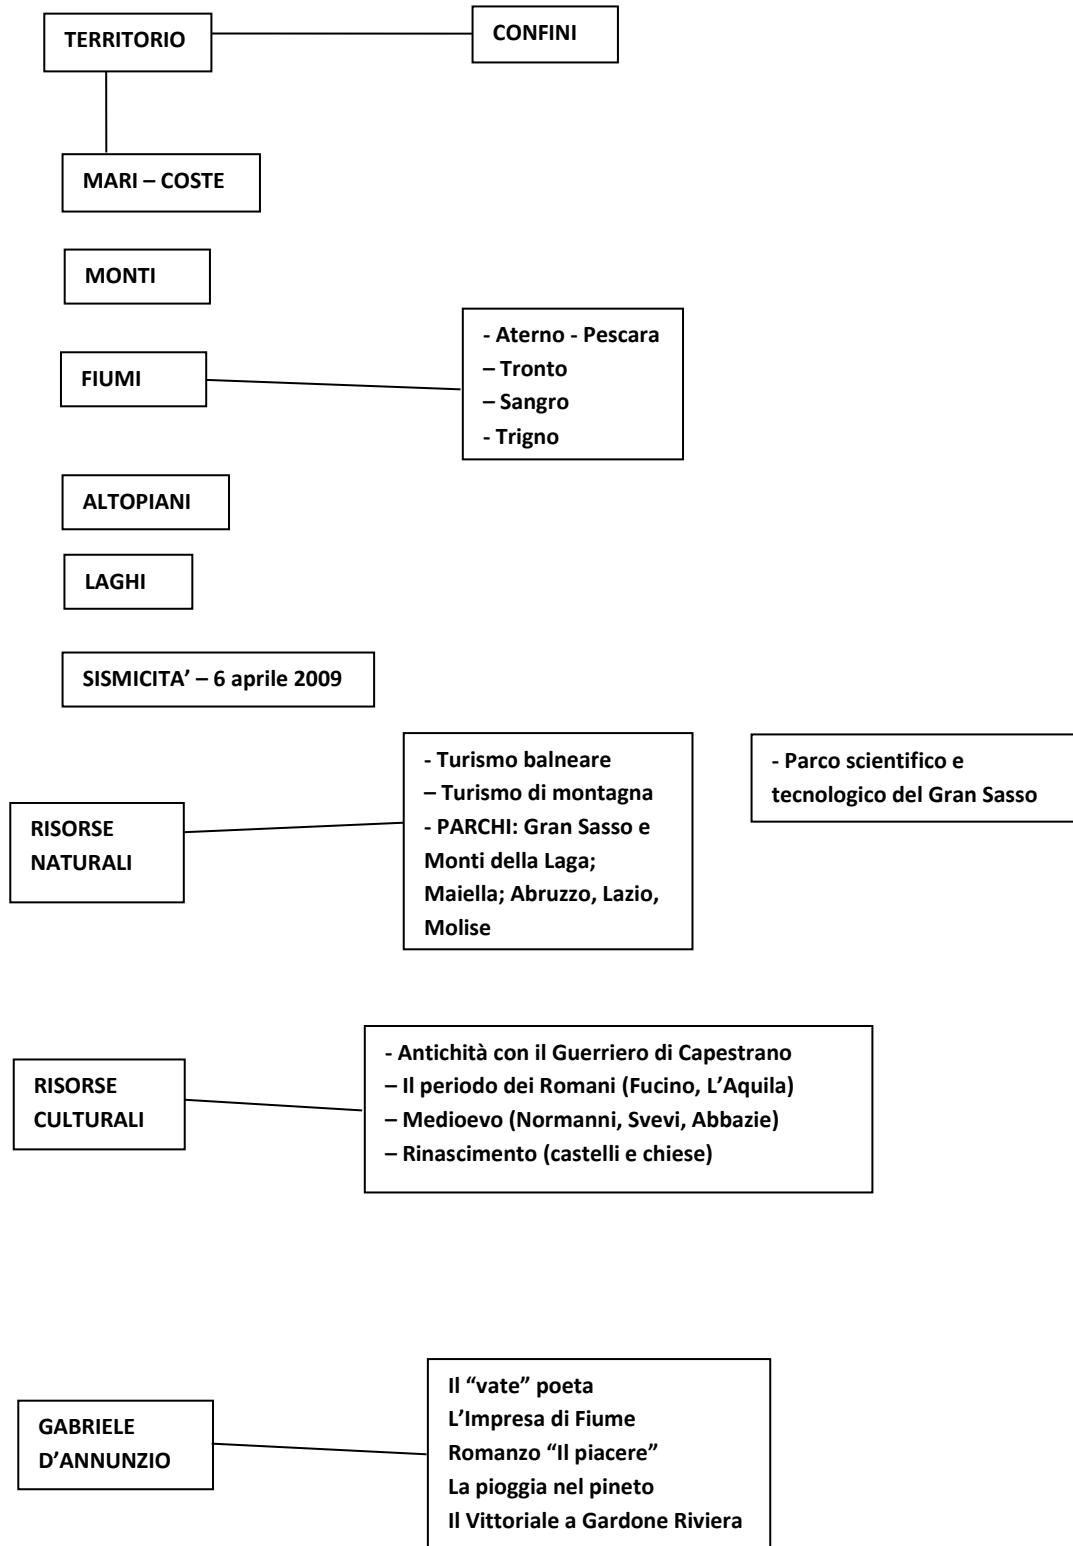 TERRITORIO
CONFINI
MARI – COSTE
MONTI
FIUMI
- Aterno - Pescara
– Tronto
– Sangro
- Trigno
ALTOPIANI
LAGHI
SISMICITA’ – 6 aprile 2009
RISORSE
NATURALI
- Turismo balneare
– Turismo di montagna
- PARCHI: Gran Sasso e
Monti della Laga;
Maiella; Abruzzo, Lazio,
Molise
- Parco scientifico e
tecnologico del Gran Sasso
RISORSE
CULTURALI
- Antichità con il Guerriero di Capestrano
– Il periodo dei Romani (Fucino, L’Aquila)
– Medioevo (Normanni, Svevi, Abbazie)
– Rinascimento (castelli e chiese)
GABRIELE
D’ANNUNZIO
Il “vate” poeta
L’Impresa di Fiume
Romanzo “Il piacere”
La pioggia nel pineto
Il Vittoriale a Gardone Riviera